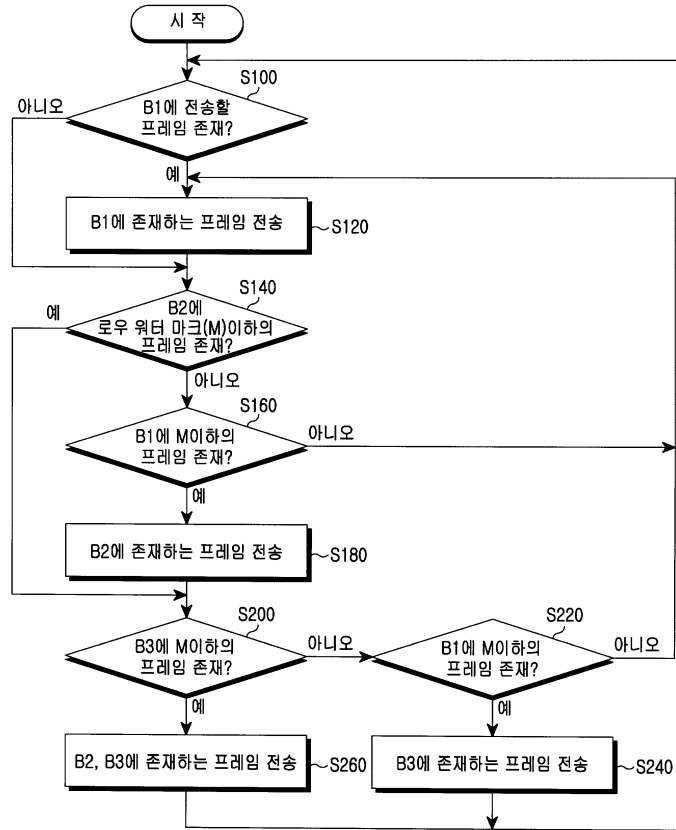 시 작
S100
아니오
B1에 전송할
프레임 존재?
예
B1에 존재하는 프레임 전송
S120
S140
예
B2에
로우 워터 마크(M)이하의
프레임 존재?
아니오
S160
B1에 M이하의
프레임 존재?
아니오
예
B2에 존재하는 프레임 전송
S180
S200
B3에 M이하의
프레임 존재?
아니오
S220
B1에 M이하의
프레임 존재?
아니오
예
예
B2, B3에 존재하는 프레임 전송
S260
B3에 존재하는 프레임 전송
S240